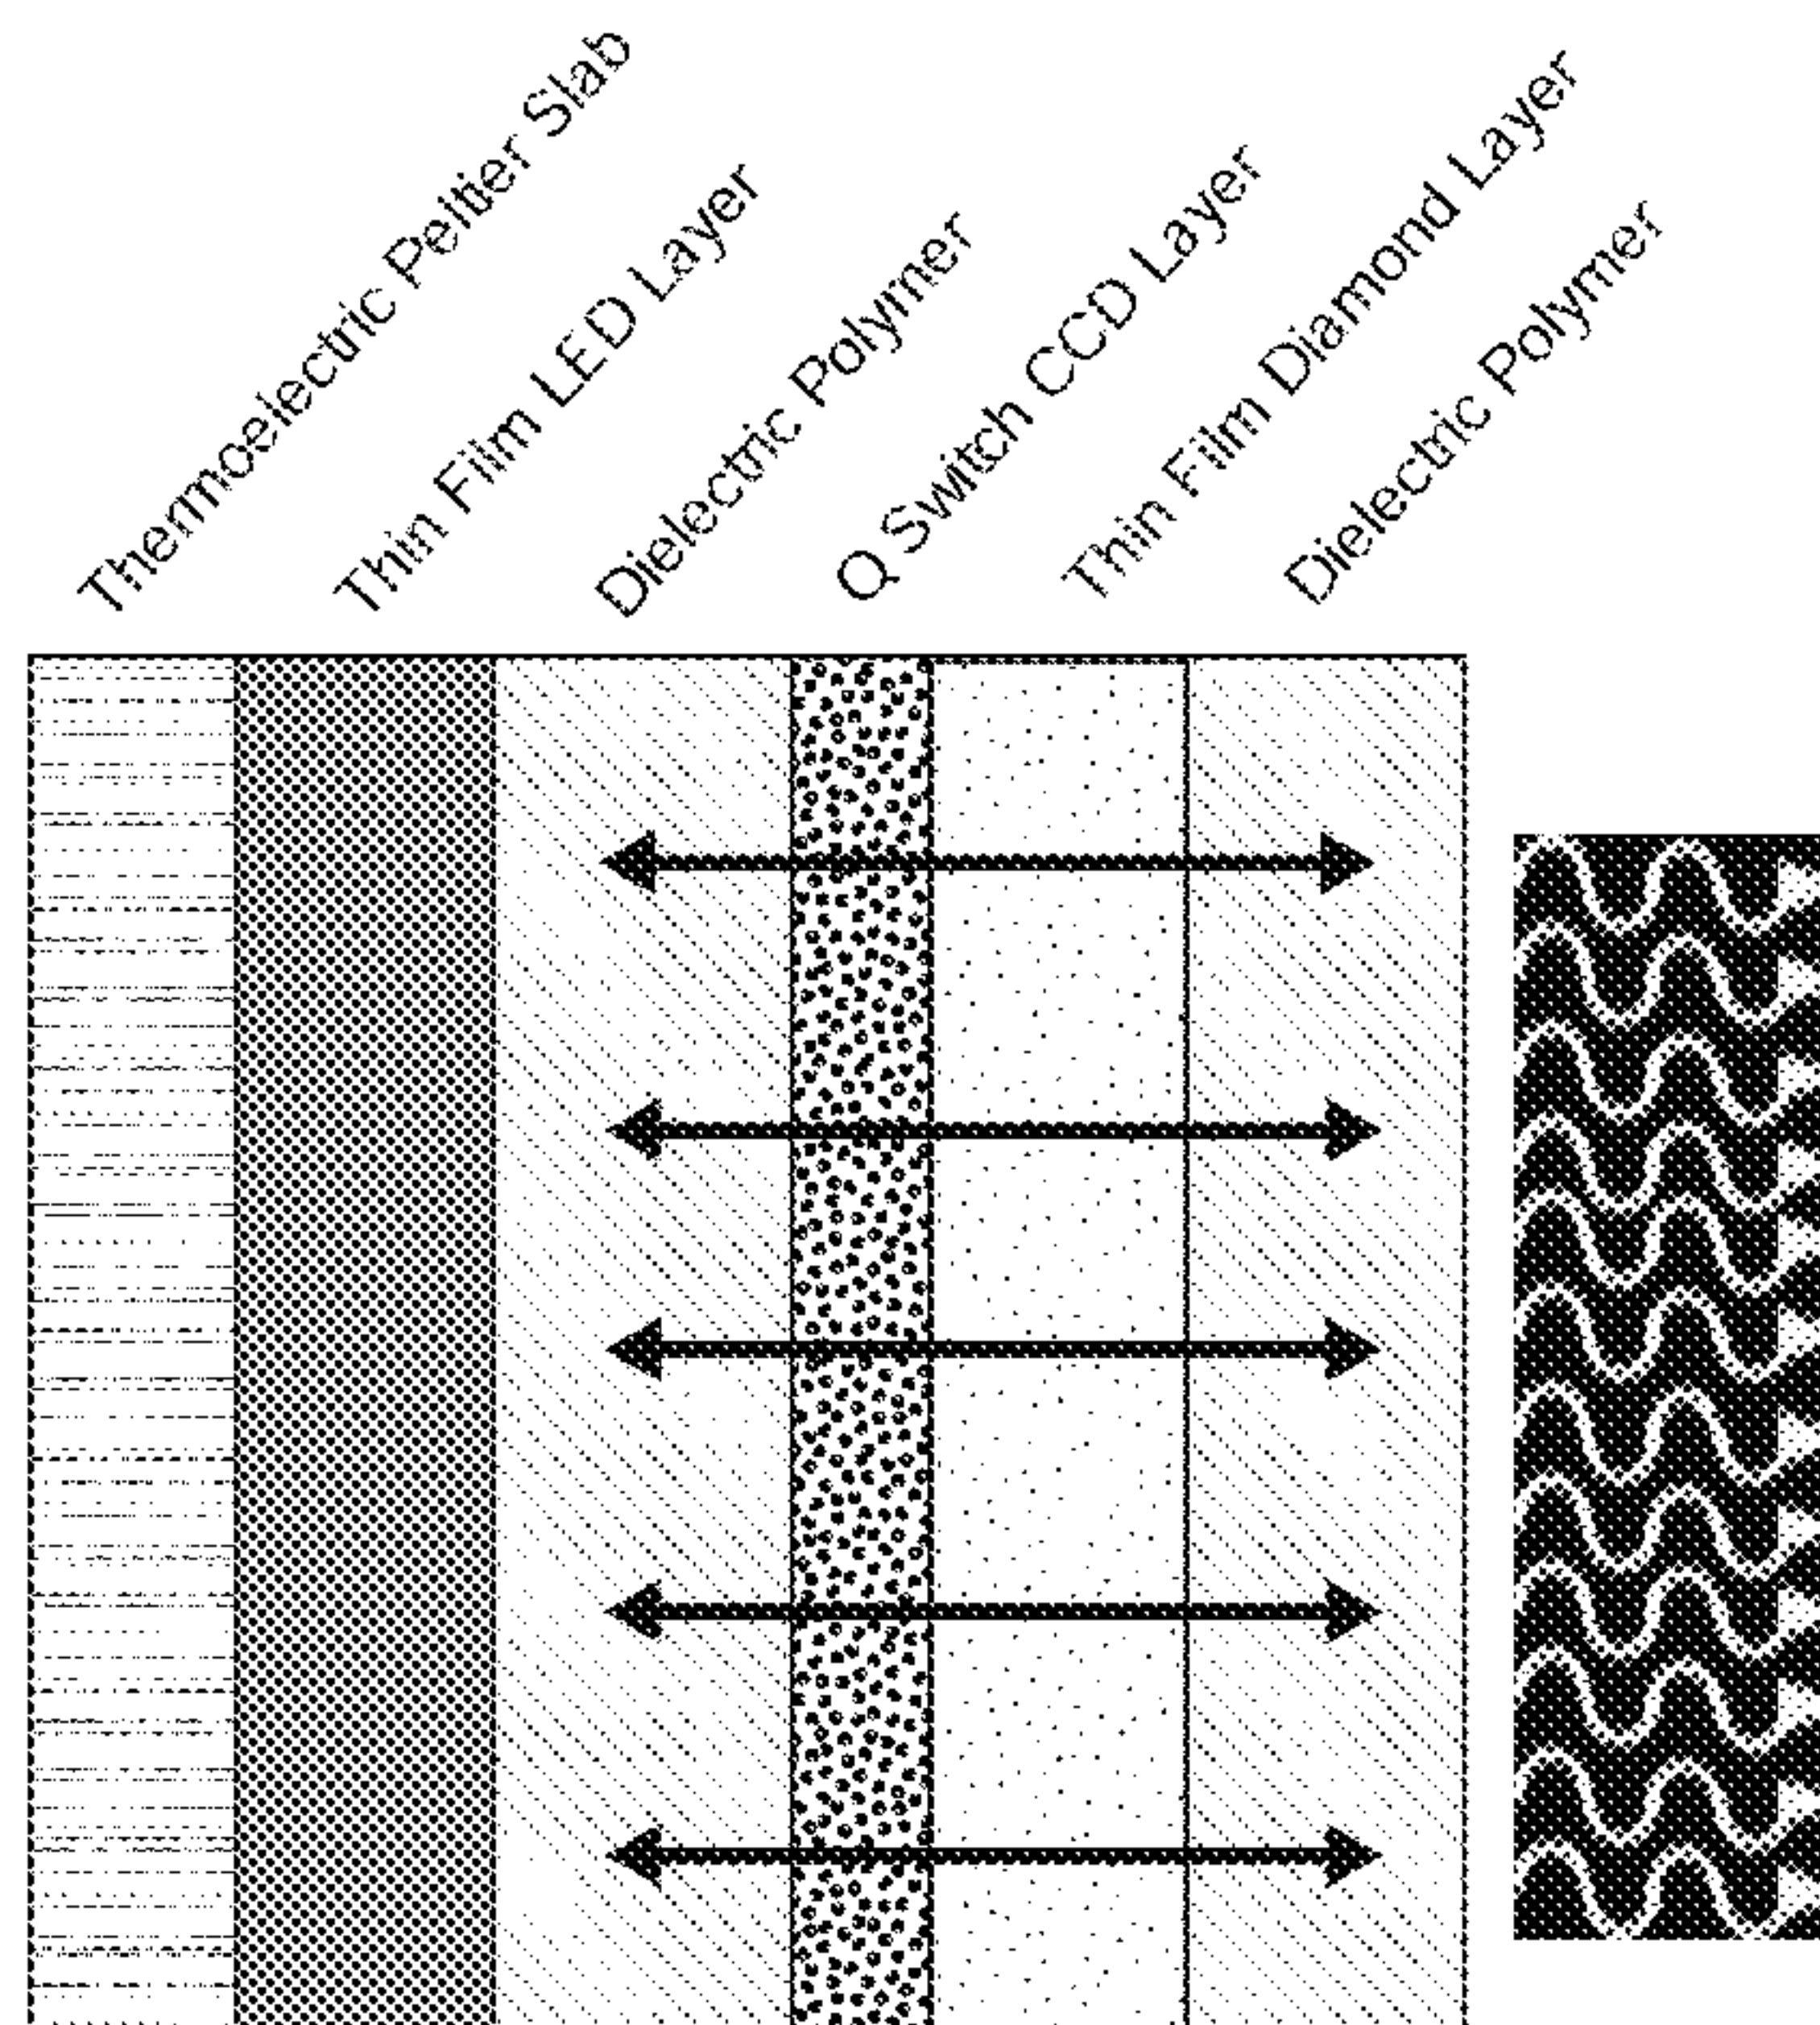 Thermoelectric Peltier Slab
Thin Film LED Layer
Dielectric Polymer
Q Switch CCD Layer
Thin Film Diamond Layer
Dielectric Polymer